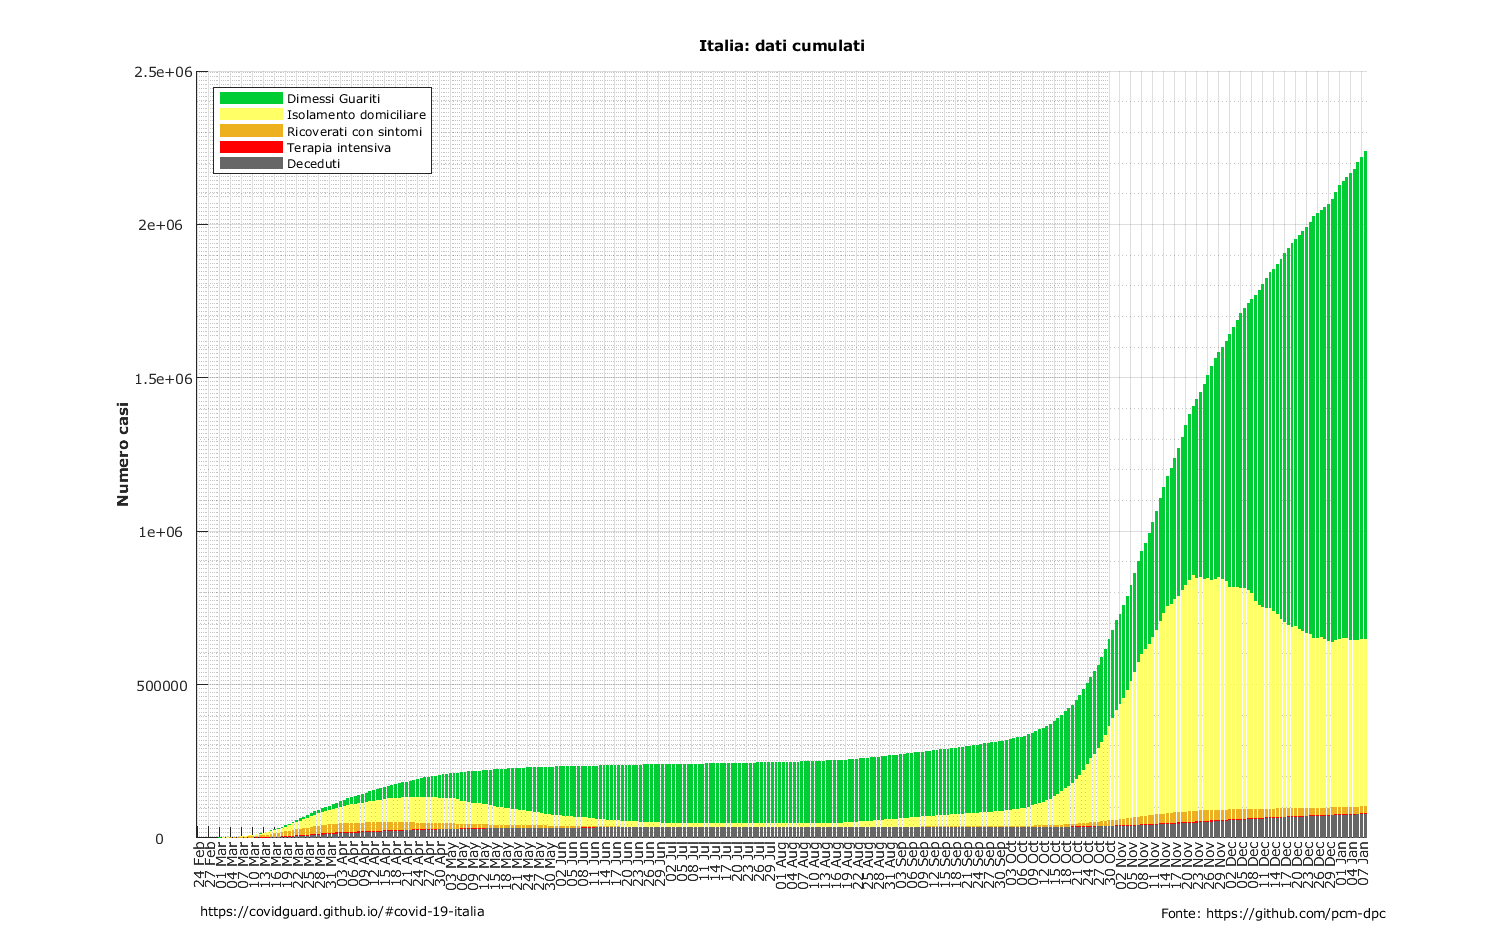 Italia: dati cumulati
2.5e+06
2e+06
1.5e+06
1e+06
500000
0
Numero casi
Dimessi Guariti
Isolamento domiciliare
Ricoverati con sintomi
Terapia intensiva
Deceduti
24 Feb
27 Feb
01 Mar
04 Mar
07 Mar
10 Mar
13 Mar
16 Mar
19 Mar
22 Mar
25 Mar
28 Mar
31 Mar
03 Apr
06 Apr
09 Apr
12 Apr
15 Apr
18 Apr
21 Apr
24 Apr
27 Apr
30 Apr
03 May
06 May
09 May
12 May
15 May
18 May
21 May
24 May
27 May
30 May
02 Jun
05 Jun
08 Jun
11 Jun
14 Jun
17 Jun
20 Jun
23 Jun
26 Jun
29 Jun
02 Jul
05 Jul
08 Jul
11 Jul
14 Jul
17 Jul
20 Jul
23 Jul
26 Jul
29 Jul
01 Aug
04 Aug
07 Aug
10 Aug
13 Aug
16 Aug
19 Aug
22 Aug
25 Aug
28 Aug
31 Aug
03 Sep
06 Sep
09 Sep
12 Sep
15 Sep
18 Sep
21 Sep
24 Sep
27 Sep
30 Sep
03 Oct
06 Oct
09 Oct
12 Oct
15 Oct
18 Oct
21 Oct
24 Oct
27 Oct
30 Oct
02 Nov
05 Nov
08 Nov
11 Nov
14 Nov
17 Nov
20 Nov
23 Nov
26 Nov
29 Nov
02 Dec
05 Dec
08 Dec
11 Dec
14 Dec
17 Dec
20 Dec
23 Dec
26 Dec
29 Dec
01 Jan
04 Jan
07 Jan
https://covidguard.github.io/#covid-19-italia
Fonte: https://github.com/pcm-dpc